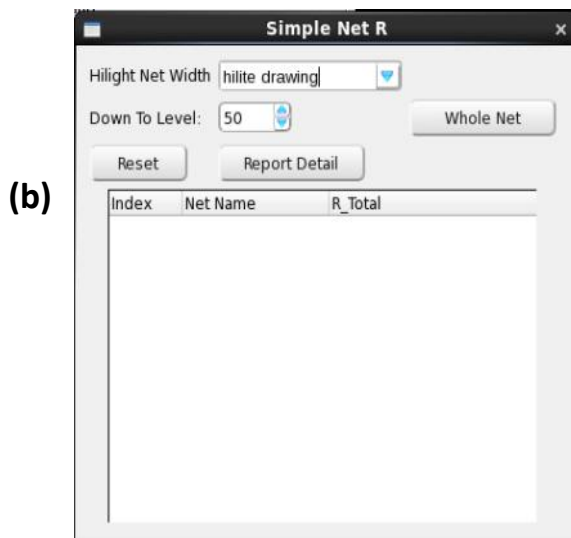 Simple Net R
Hilight Net Width hilite drawing
Down To Level: 50 Whole Net
Reset Report Detail
(b)
Index Net Name R_Total